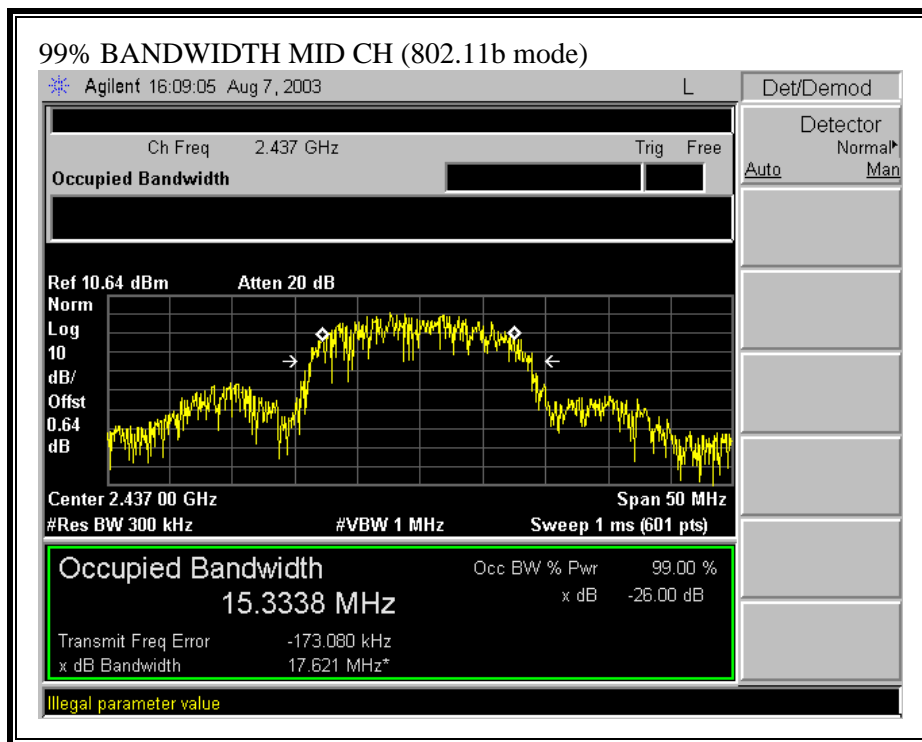 99% BANDWIDTH MID CH (802.11b mode)
Agilent 16:09:05 Aug 7, 2003 L
Det/Demod
Ch Freq 2.437 GHz Trig Free
Occupied Bandwidth
Detector
Normal
Auto Man
Ref 10.64 dBm Atten 20 dB
Norm
Log
10
dB/
Offst
0.64
dB
Center 2.437 00 GHz Span 50 MHz
#Res BW 300 kHz #VBW 1 MHz Sweep 1 ms (601 pts)
Occupied Bandwidth Occ BW % Pwr 99.00 %
15.3338 MHz x dB -26.00 dB
Transmit Freq Error -173.080 kHz
x dB Bandwidth 17.621 MHz*
Illegal parameter value